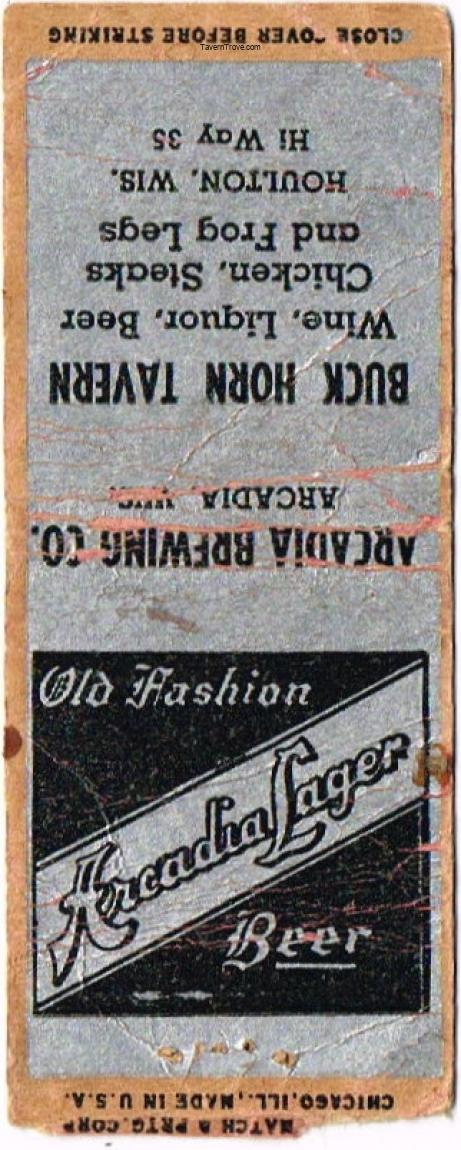 TavernTrove.com
Old Fashion
Arcadia Lager
Beer
MATCH & PRTG. CORP
CHICAGO, ILL., MADE IN U.S.A.
ARCADIA BREWING CO.
ARCADIA WIS.
BUCK HORN TAVERN
Wine, Liquor, Beer
Chicken, Steaks
and Frog Legs
HOULTON, WIS.
Hi Way 35
CLOSE COVER BEFORE STRIKING